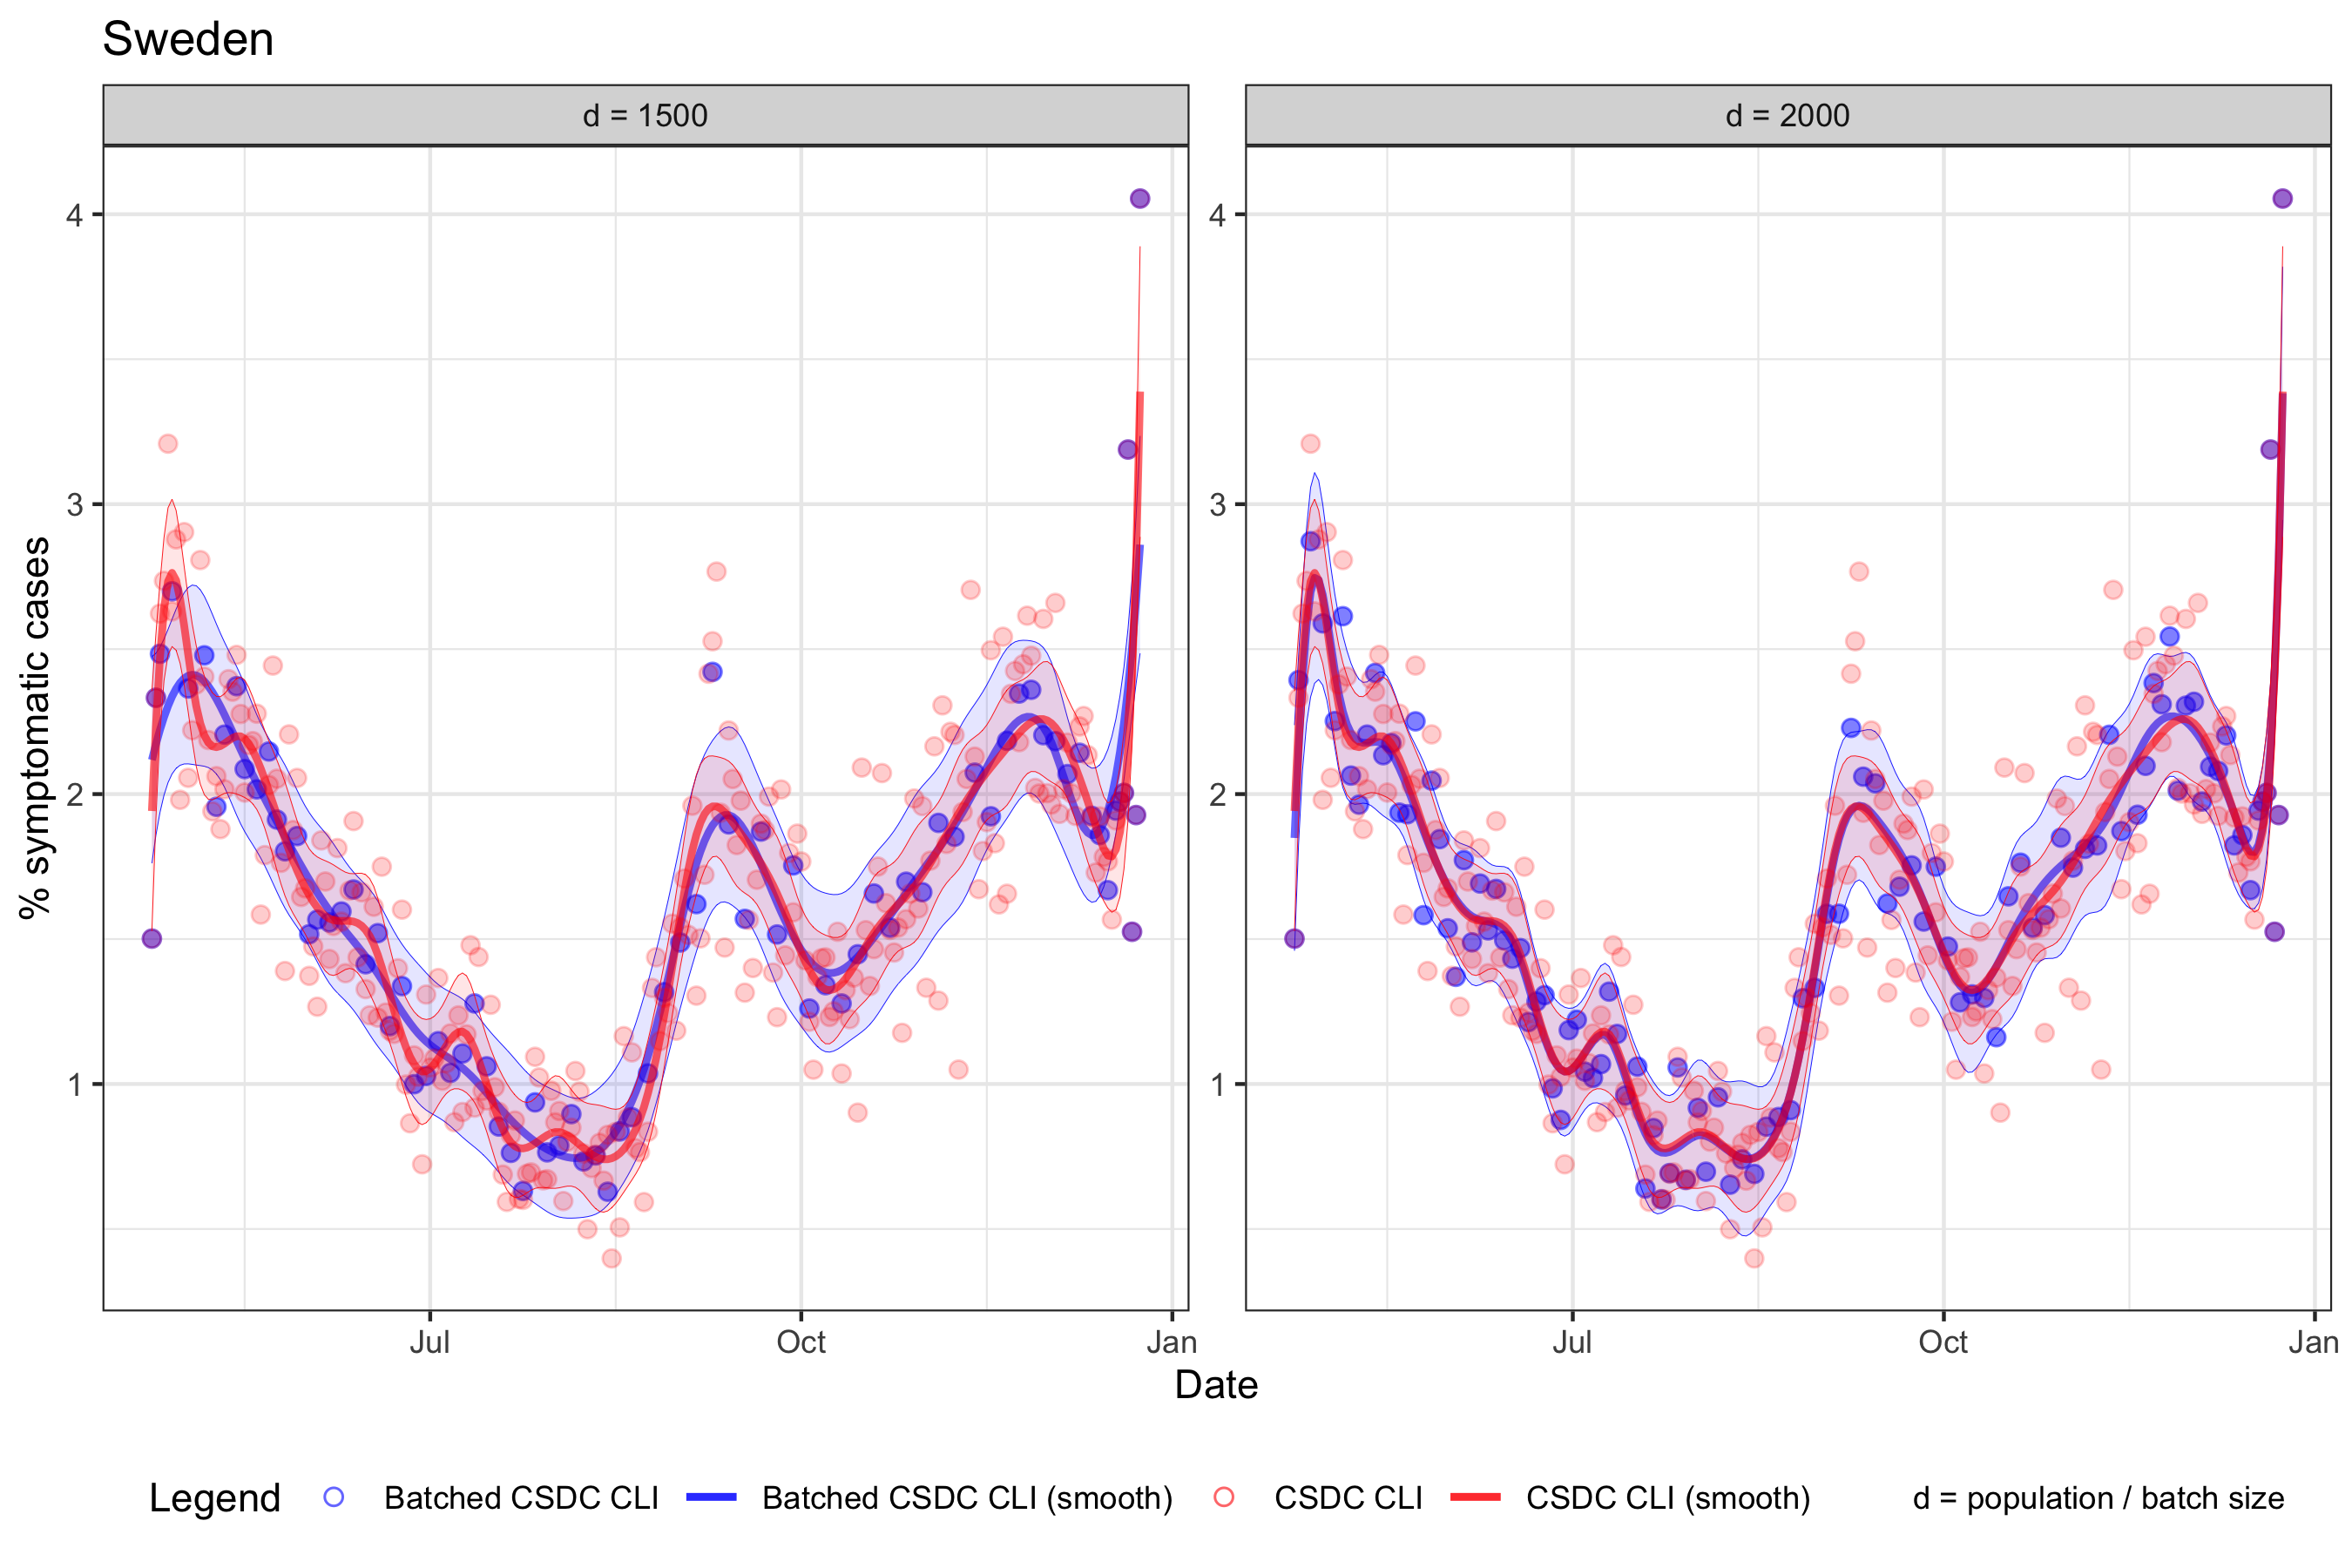 Sweden
d = 1500
d = 2000
% symptomatic cases
4
3
2
1
4
3
2
1
Jul
Oct
Jan
Jul
Oct
Jan
Date
Legend
Batched CSDC CLI
Batched CSDC CLI (smooth)
CSDC CLI
CSDC CLI (smooth)
d = population / batch size